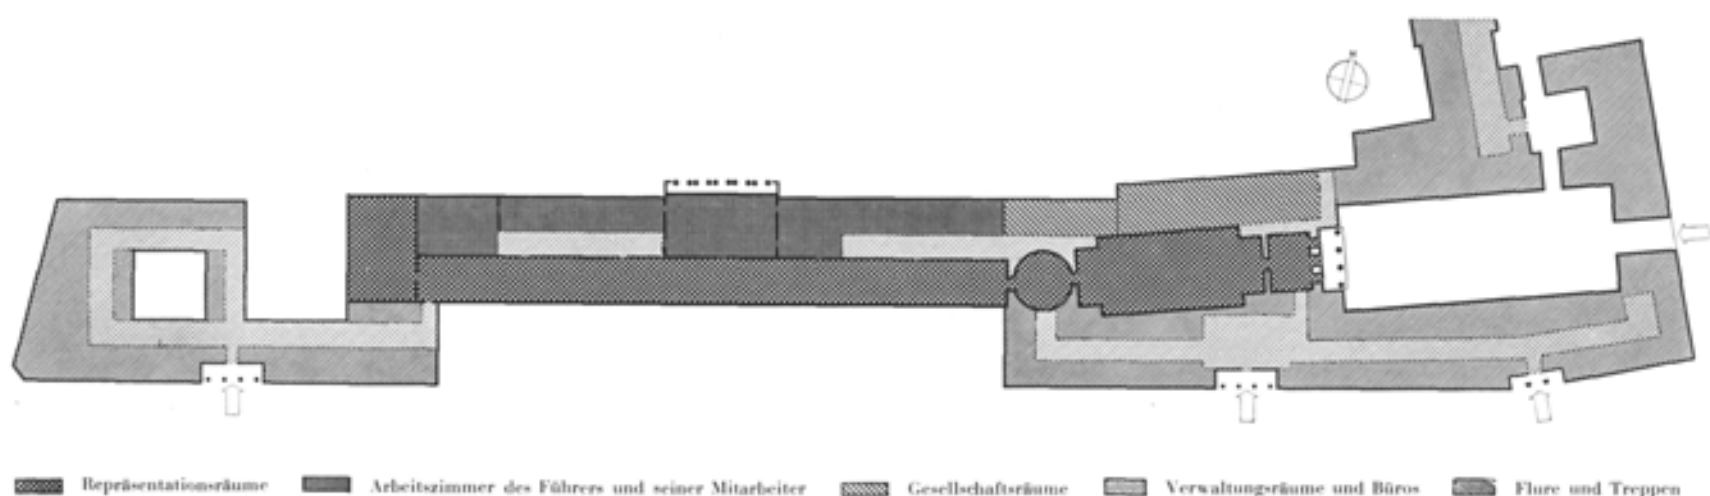 N
Repräsentationsräume Arbeitszimmer des Führers und seiner Mitarbeiter Gesellschaftsräume Verwaltungsräume und Büros Flure und Treppen